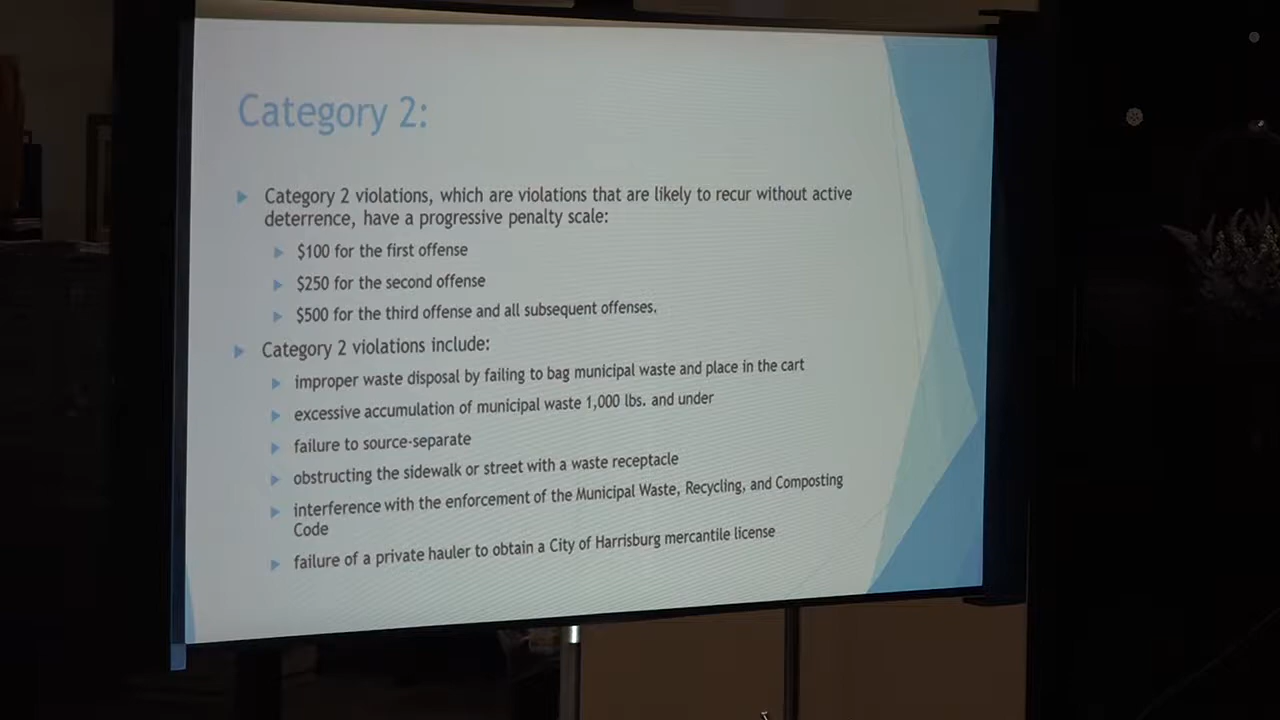 Category 2:
Category 2 violations, which are violations that are likely to recur without active
deterrence, have a progressive penalty scale:
$100 for the first offense
$250 for the second offense
$500 for the third offense and all subsequent offenses.
Category 2 violations include:
improper waste disposal by failing to bag municipal waste and place in the cart
excessive accumulation of municipal waste 1,000 lbs. and under
failure to source-separate
obstructing the sidewalk or street with a waste receptacle
interference with the enforcement of the Municipal Waste, Recycling, and Composting
Code
failure of a private hauler to obtain a City of Harrisburg mercantile license